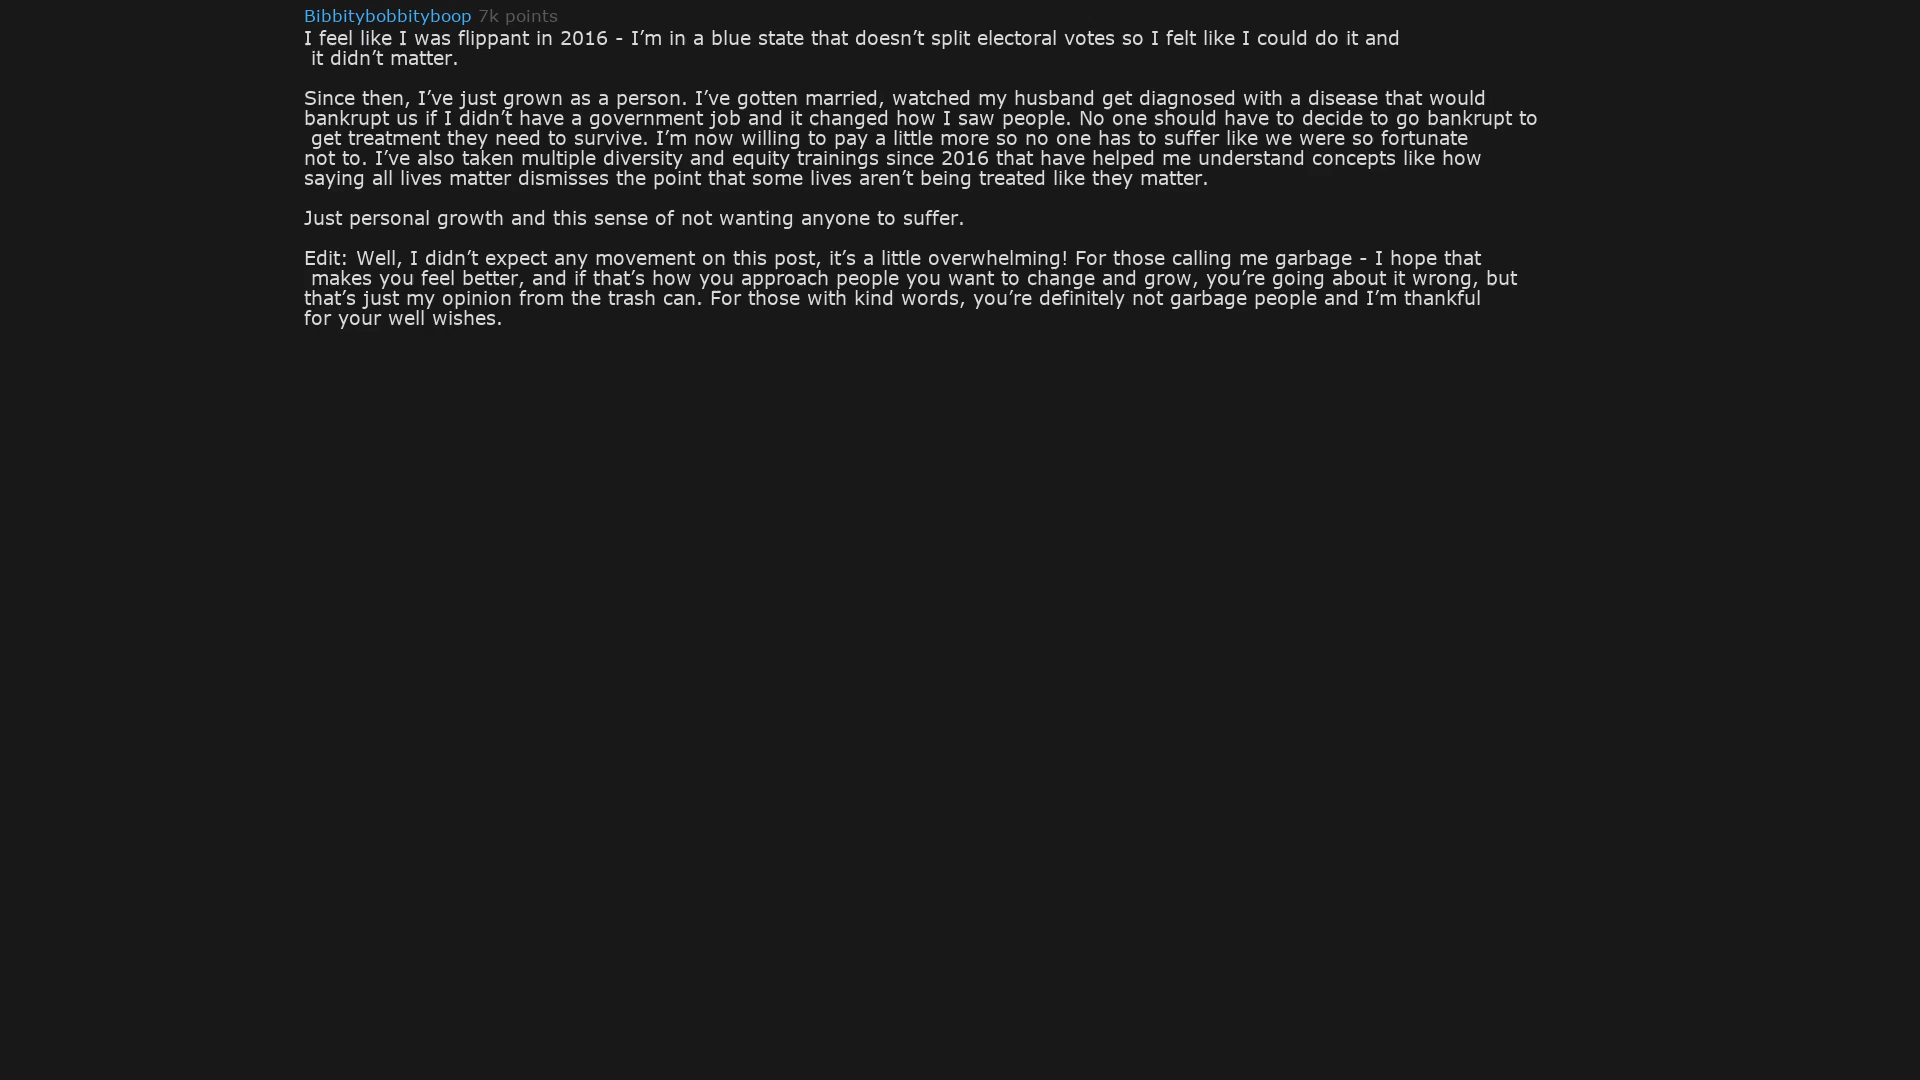 Bibbitybobbityboop 7k points
I feel like I was flippant in 2016 - I’m in a blue state that doesn’t split electoral votes so I felt like I could do it and
it didn’t matter.
Since then, I’ve just grown as a person. I’ve gotten married, watched my husband get diagnosed with a disease that would
bankrupt us if I didn’t have a government job and it changed how I saw people. No one should have to decide to go bankrupt to
get treatment they need to survive. I’m now willing to pay a little more so no one has to suffer like we were so fortunate
not to. I’ve also taken multiple diversity and equity trainings since 2016 that have helped me understand concepts like how
saying all lives matter dismisses the point that some lives aren’t being treated like they matter.
Just personal growth and this sense of not wanting anyone to suffer.
Edit: Well, I didn’t expect any movement on this post, it’s a little overwhelming! For those calling me garbage - I hope that
makes you feel better, and if that’s how you approach people you want to change and grow, you’re going about it wrong, but
that’s just my opinion from the trash can. For those with kind words, you’re definitely not garbage people and I’m thankful
for your well wishes.